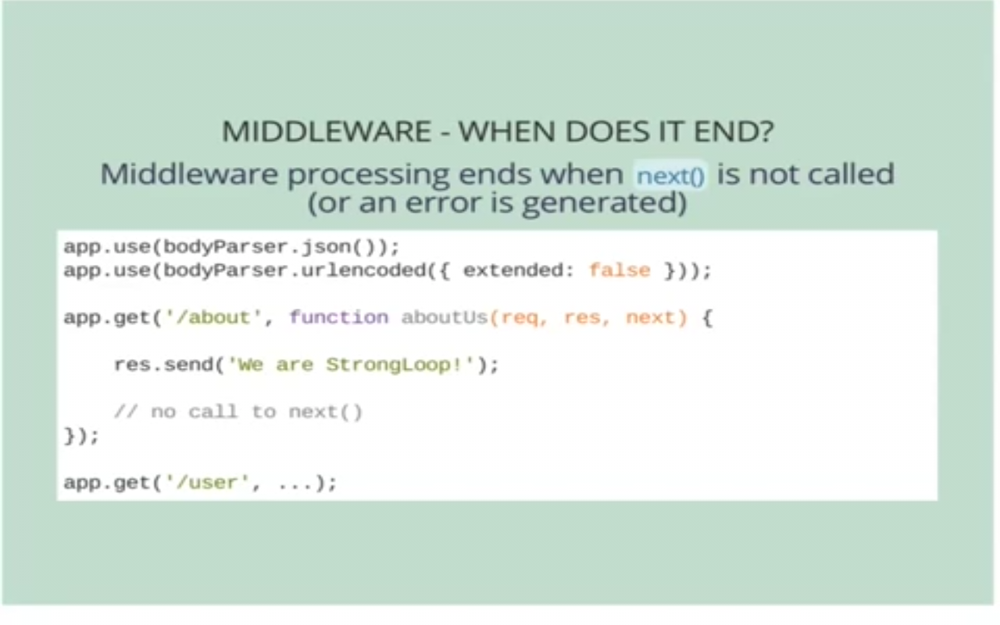 MIDDLEWARE - WHEN DOES IT END?
Middleware processing ends when next() is not called
(or an error is generated)
app.use(bodyParser.json());
app.use(bodyParser.urlencoded({ extended: false }));
app.get('/about', function aboutUs(req, res, next) {
    res.send('We are StrongLoop!');
    // no call to next()
});
app.get('/user', ...);